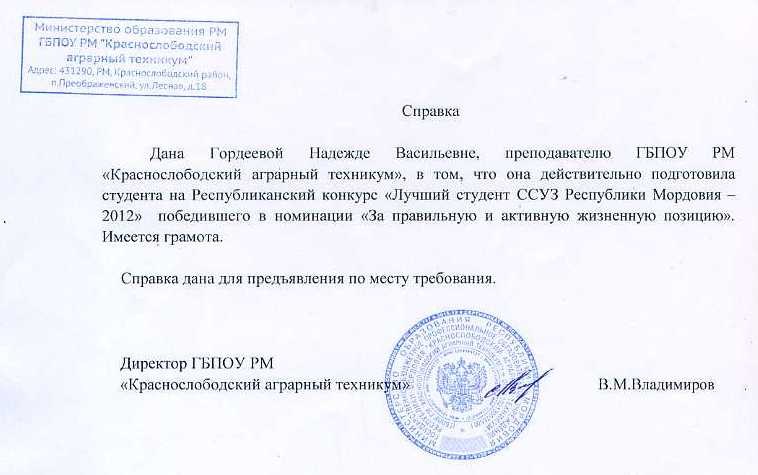 Министерство образования РМ
ГБПОУ РМ "Краснослободский
аграрный техникум"
Адрес: 431290, РМ, Краснослободский район,
п.Преображенский, ул.Лесная, д.18
Справка
Дана Гордеевой Надежде Васильевне, преподавателю ГБПОУ РМ
«Краснослободский аграрный техникум», в том, что она действительно подготовила
студента на Республиканский конкурс «Лучший студент ССУЗ Республики Мордовия –
2012» победившего в номинации «За правильную и активную жизненную позицию».
Имеется грамота.
Справка дана для предъявления по месту требования.
Директор ГБПОУ РМ
«Краснослободский аграрный техникум»
В.М.Владимиров